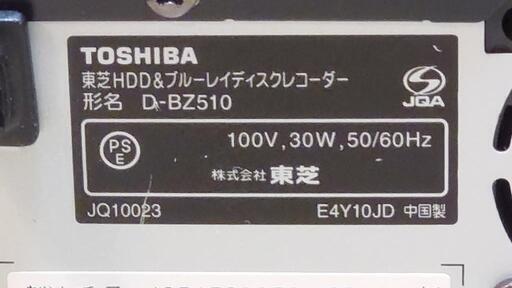 TOSHIBA
東芝HDD&ブルーレイディスクレコーダー
形名 D-BZ510
JQA
PS
E
100V,30W,50/60Hz
株式会社 東芝
JQ10023 E4Y10JD 中国製